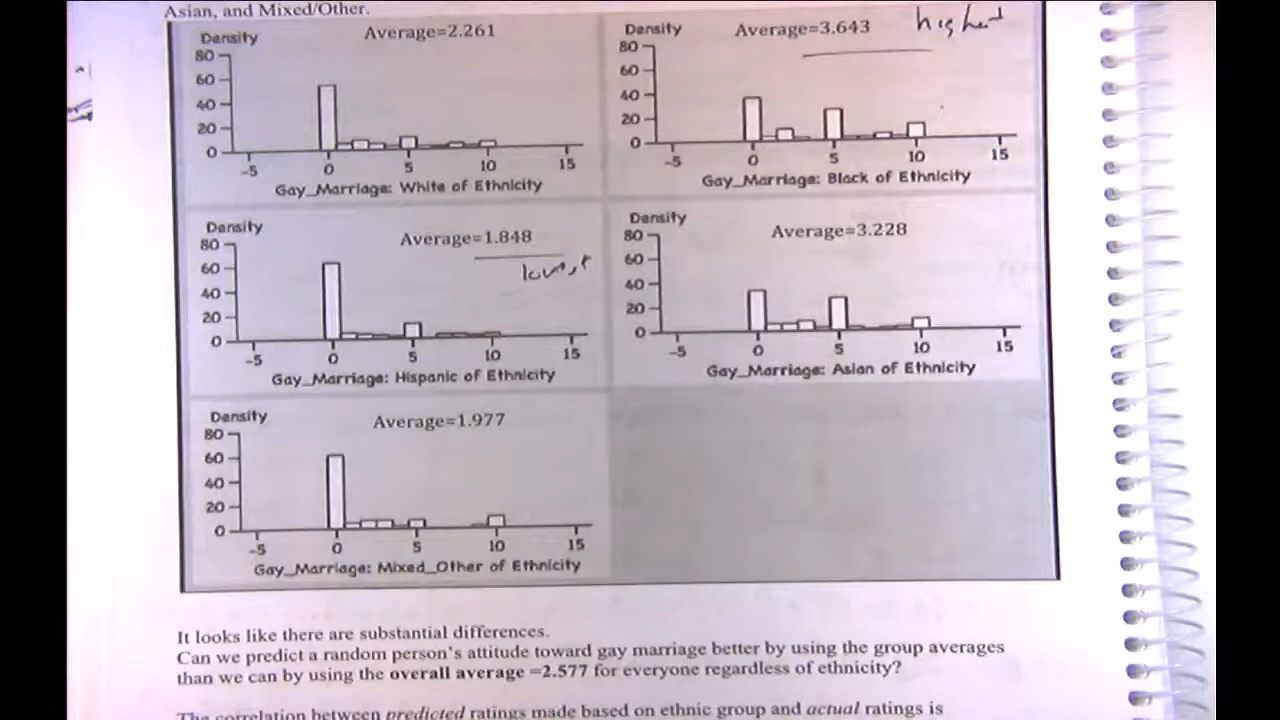 Asian, and Mixed/Other.
Density
Average=2.261
80
60
40
20
0
-5 0 5 10 15
Gay_Marriage: White of Ethnicity
Density
Average=3.643
highest
80
60
40
20
0
-5 0 5 10 15
Gay_Marriage: Black of Ethnicity
Density
Average=1.848
lowest
80
60
40
20
0
-5 0 5 10 15
Gay_Marriage: Hispanic of Ethnicity
Density
Average=3.228
80
60
40
20
0
-5 0 5 10 15
Gay_Marriage: Asian of Ethnicity
Density
Average=1.977
80
60
40
20
0
-5 0 5 10 15
Gay_Marriage: Mixed_Other of Ethnicity
It looks like there are substantial differences.
Can we predict a random person's attitude toward gay marriage better by using the group averages
than we can by using the overall average =2.577 for everyone regardless of ethnicity?
The correlation between predicted ratings made based on ethnic group and actual ratings is